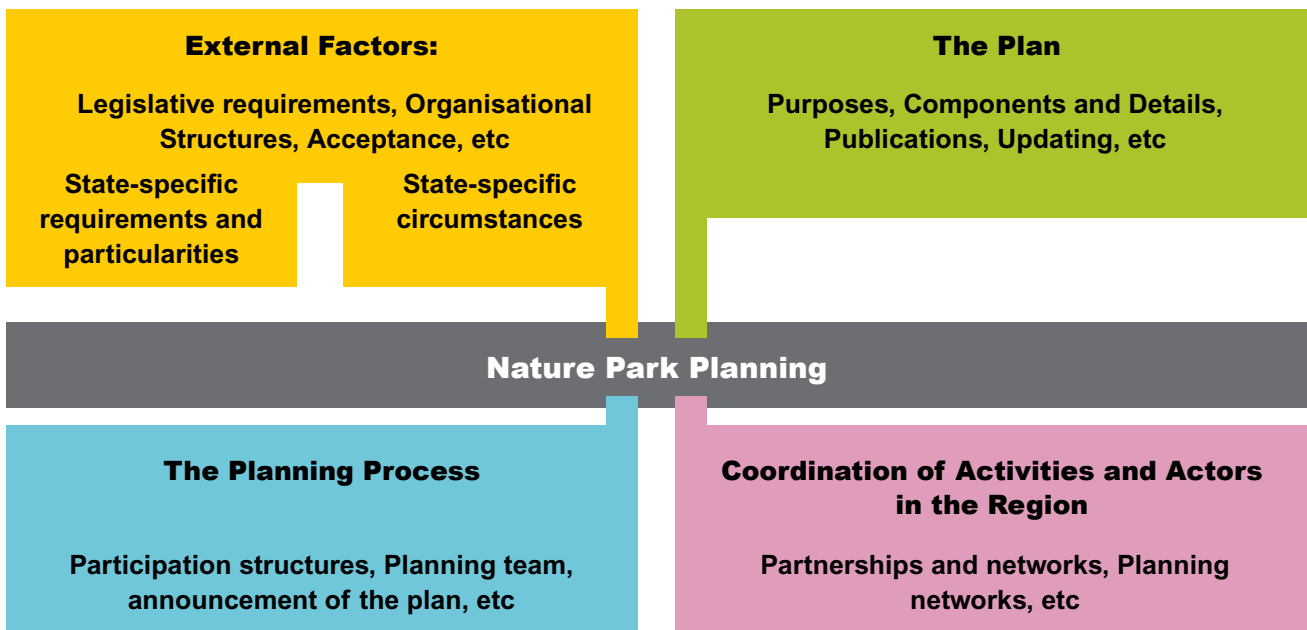 External Factors:
Legislative requirements, Organisational
Structures, Acceptance, etc
State-specific
requirements and
particularities
State-specific
circumstances
The Plan
Purposes, Components and Details,
Publications, Updating, etc
Nature Park Planning
The Planning Process
Participation structures, Planning team,
announcement of the plan, etc
Coordination of Activities and Actors
in the Region
Partnerships and networks, Planning
networks, etc